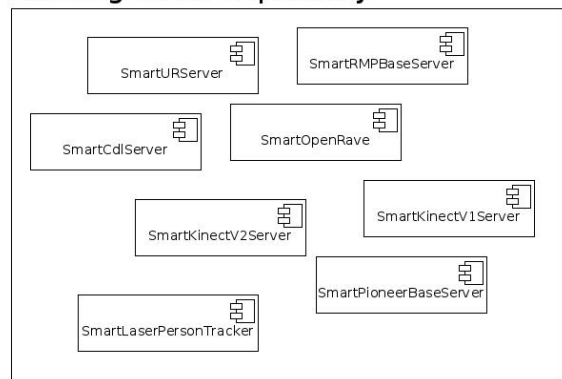 SmartRMPBaseServer
SmartURServer
SmartOpenRave
SmartCdlServer
SmartKinectV1Server
SmartKinectV2Server
SmartPioneerBaseServer
SmartLaserPersonTracker